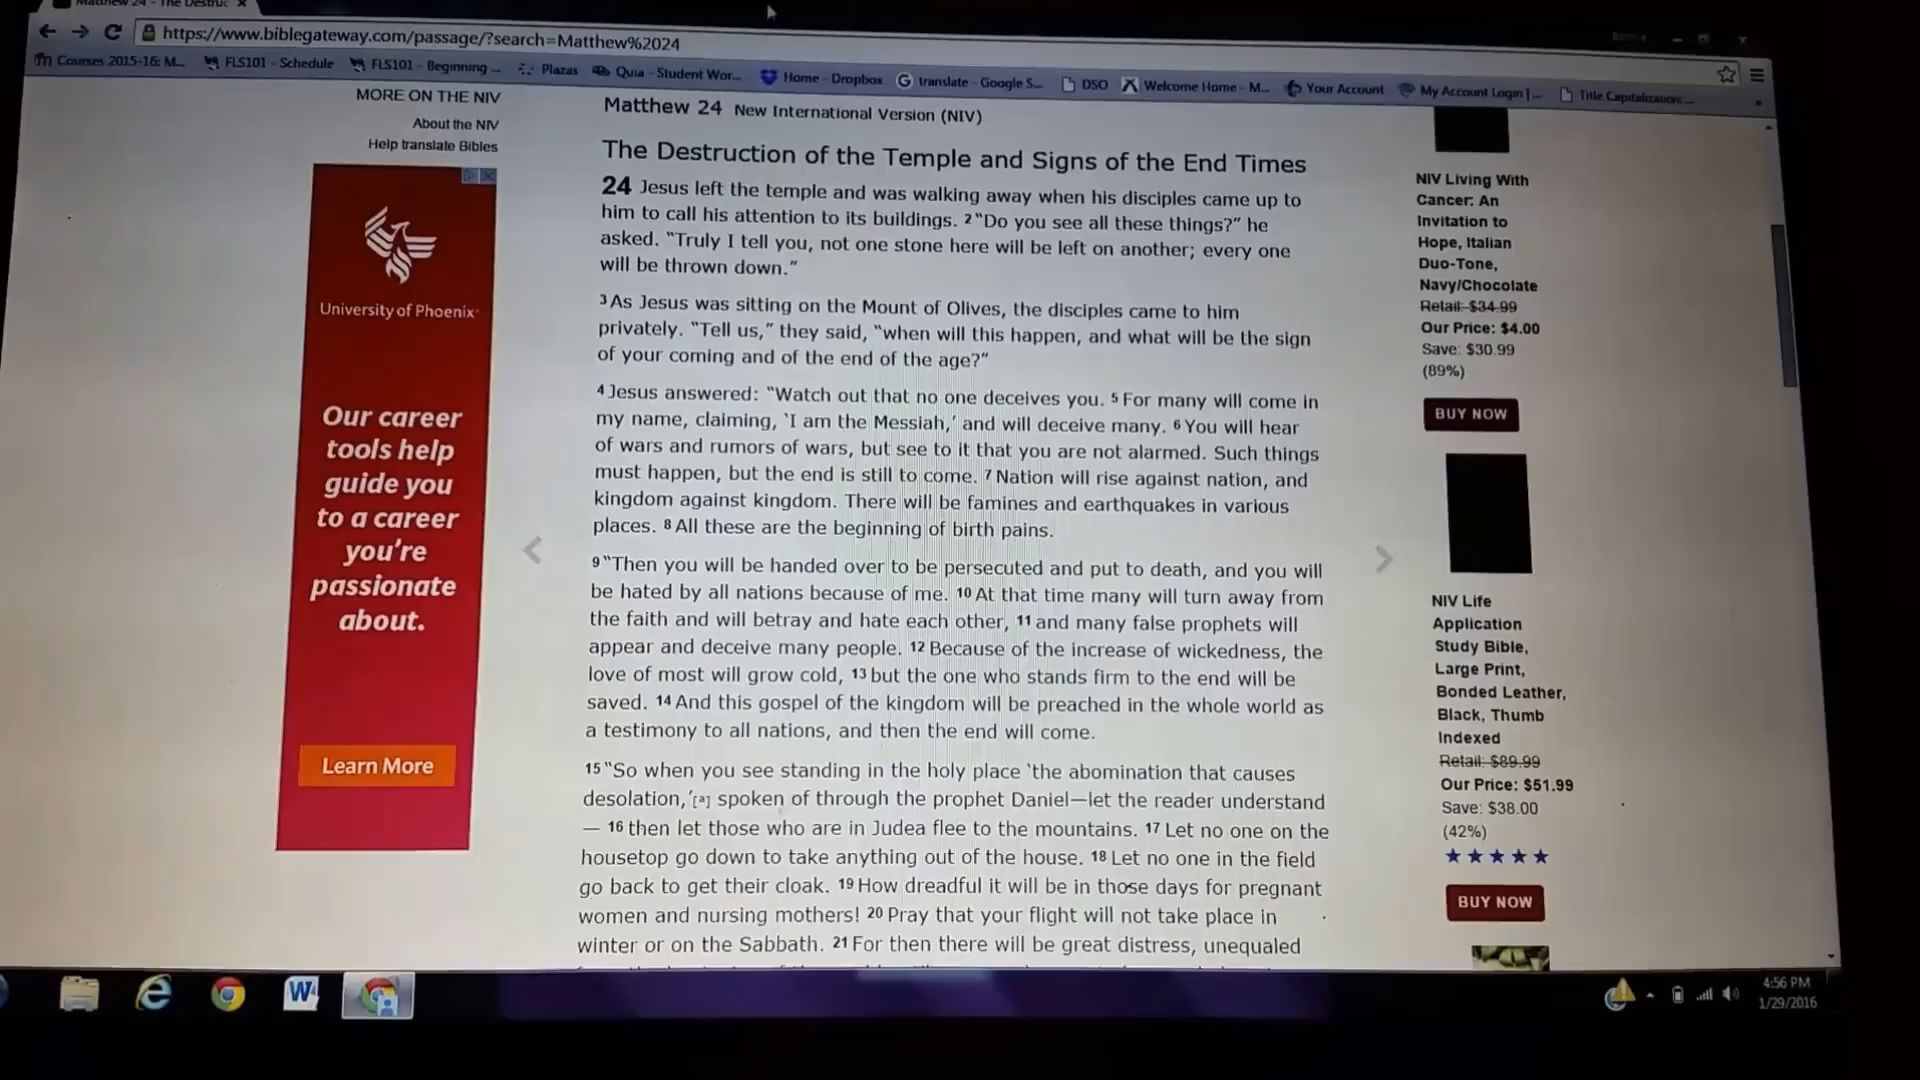 Matthew 24 - The Destruc
https://www.biblegateway.com/passage/?search=Matthew%2024
Courses 2015-16: M... FLS101 - Schedule FLS101 - Beginning ... Plazas Quia - Student Wor... Home - Dropbox translate - Google S... DSO Welcome Home - M... Your Account My Account Login | ... Title Capitalization ...
MORE ON THE NIV
About the NIV
Help translate Bibles
University of Phoenix
Our career
tools help
guide you
to a career
you're
passionate
about.
Learn More
Matthew 24 New International Version (NIV)
The Destruction of the Temple and Signs of the End Times
24 Jesus left the temple and was walking away when his disciples came up to
him to call his attention to its buildings. 2 “Do you see all these things?” he
asked. “Truly I tell you, not one stone here will be left on another; every one
will be thrown down.”
3 As Jesus was sitting on the Mount of Olives, the disciples came to him
privately. “Tell us,” they said, “when will this happen, and what will be the sign
of your coming and of the end of the age?”
4 Jesus answered: “Watch out that no one deceives you. 5 For many will come in
my name, claiming, ‘I am the Messiah,’ and will deceive many. 6 You will hear
of wars and rumors of wars, but see to it that you are not alarmed. Such things
must happen, but the end is still to come. 7 Nation will rise against nation, and
kingdom against kingdom. There will be famines and earthquakes in various
places. 8 All these are the beginning of birth pains.
9 “Then you will be handed over to be persecuted and put to death, and you will
be hated by all nations because of me. 10 At that time many will turn away from
the faith and will betray and hate each other, 11 and many false prophets will
appear and deceive many people. 12 Because of the increase of wickedness, the
love of most will grow cold, 13 but the one who stands firm to the end will be
saved. 14 And this gospel of the kingdom will be preached in the whole world as
a testimony to all nations, and then the end will come.
15 “So when you see standing in the holy place ‘the abomination that causes
desolation,’[a] spoken of through the prophet Daniel—let the reader understand
— 16 then let those who are in Judea flee to the mountains. 17 Let no one on the
housetop go down to take anything out of the house. 18 Let no one in the field
go back to get their cloak. 19 How dreadful it will be in those days for pregnant
women and nursing mothers! 20 Pray that your flight will not take place in
winter or on the Sabbath. 21 For then there will be great distress, unequaled
NIV Living With
Cancer: An
Invitation to
Hope, Italian
Duo-Tone,
Navy/Chocolate
Retail: $34.99
Our Price: $4.00
Save: $30.99
(89%)
BUY NOW
NIV Life
Application
Study Bible,
Large Print,
Bonded Leather,
Black, Thumb
Indexed
Retail: $89.99
Our Price: $51.99
Save: $38.00
(42%)
BUY NOW
4:56 PM
1/29/2016